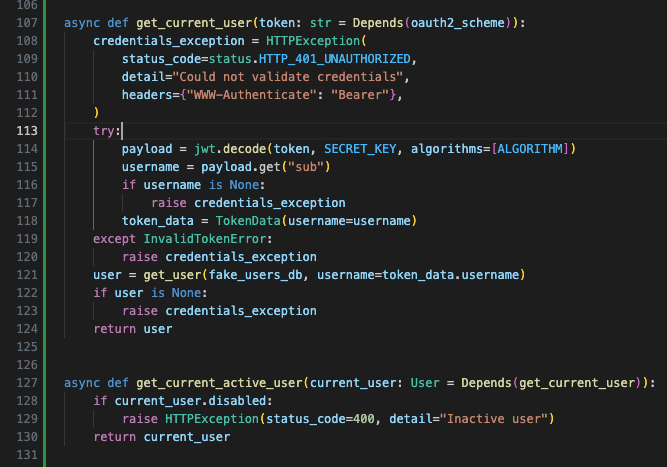 106
107 async def get_current_user(token: str = Depends(oauth2_scheme)):
108     credentials_exception = HTTPException(
109         status_code=status.HTTP_401_UNAUTHORIZED,
110         detail="Could not validate credentials",
111         headers={"WWW-Authenticate": "Bearer"},
112     )
113     try:
114         payload = jwt.decode(token, SECRET_KEY, algorithms=[ALGORITHM])
115         username = payload.get("sub")
116         if username is None:
117             raise credentials_exception
118         token_data = TokenData(username=username)
119     except InvalidTokenError:
120         raise credentials_exception
121     user = get_user(fake_users_db, username=token_data.username)
122     if user is None:
123         raise credentials_exception
124     return user
125
126
127 async def get_current_active_user(current_user: User = Depends(get_current_user)):
128     if current_user.disabled:
129         raise HTTPException(status_code=400, detail="Inactive user")
130     return current_user
131